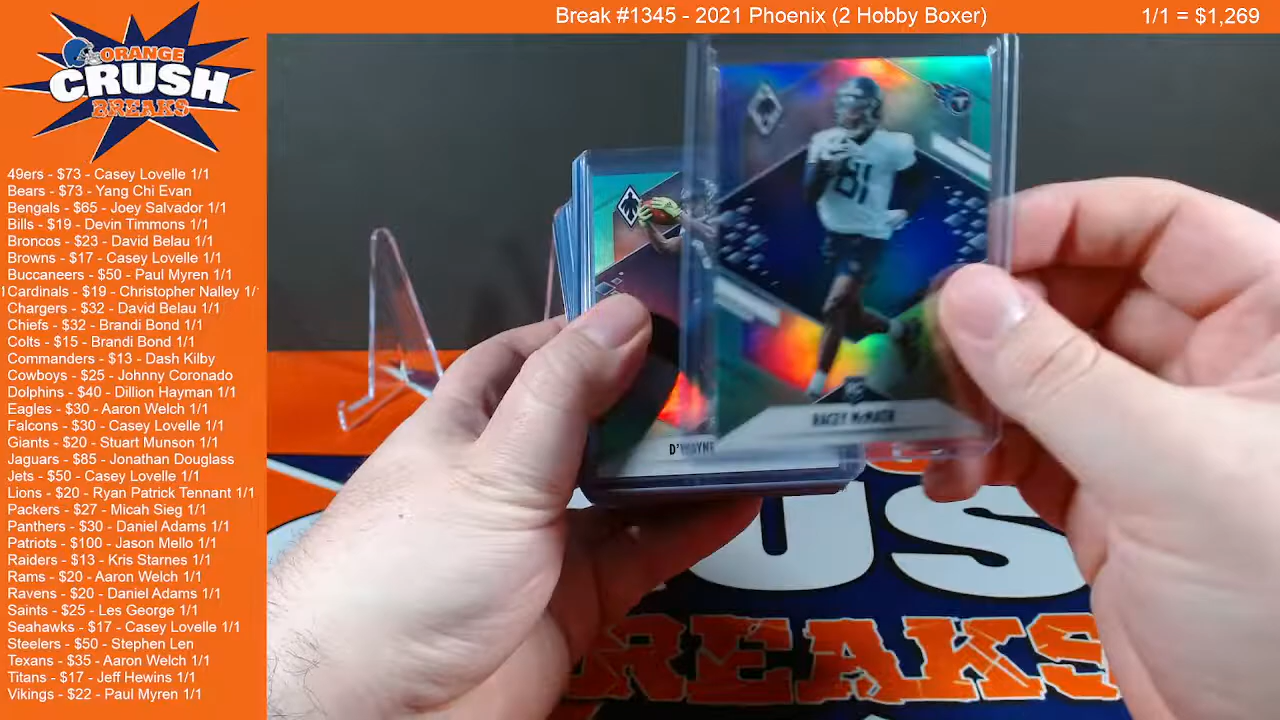 Break #1345 - 2021 Phoenix (2 Hobby Boxer)
1/1 = $1,269
ORANGE
CRUSH
BREAKS
49ers - $73 - Casey Lovelle 1/1
Bears - $73 - Yang Chi Evan
Bengals - $65 - Joey Salvador 1/1
Bills - $19 - Devin Timmons 1/1
Broncos - $23 - David Belau 1/1
Browns - $17 - Casey Lovelle 1/1
Buccaneers - $50 - Paul Myren 1/1
1Cardinals - $19 - Christopher Nalley 1/
Chargers - $32 - David Belau 1/1
Chiefs - $32 - Brandi Bond 1/1
Colts - $15 - Brandi Bond 1/1
Commanders - $13 - Dash Kilby
Cowboys - $25 - Johnny Coronado
Dolphins - $40 - Dillion Hayman 1/1
Eagles - $30 - Aaron Welch 1/1
Falcons - $30 - Casey Lovelle 1/1
Giants - $20 - Stuart Munson 1/1
Jaguars - $85 - Jonathan Douglass
Jets - $50 - Casey Lovelle 1/1
Lions - $20 - Ryan Patrick Tennant 1/1
Packers - $27 - Micah Sieg 1/1
Panthers - $30 - Daniel Adams 1/1
Patriots - $100 - Jason Mello 1/1
Raiders - $13 - Kris Starnes 1/1
Rams - $20 - Aaron Welch 1/1
Ravens - $20 - Daniel Adams 1/1
Saints - $25 - Les George 1/1
Seahawks - $17 - Casey Lovelle 1/1
Steelers - $50 - Stephen Len
Texans - $35 - Aaron Welch 1/1
Titans - $17 - Jeff Hewins 1/1
Vikings - $22 - Paul Myren 1/1
81
RACEY McMATH
D'WAYNE
US
BREAKS